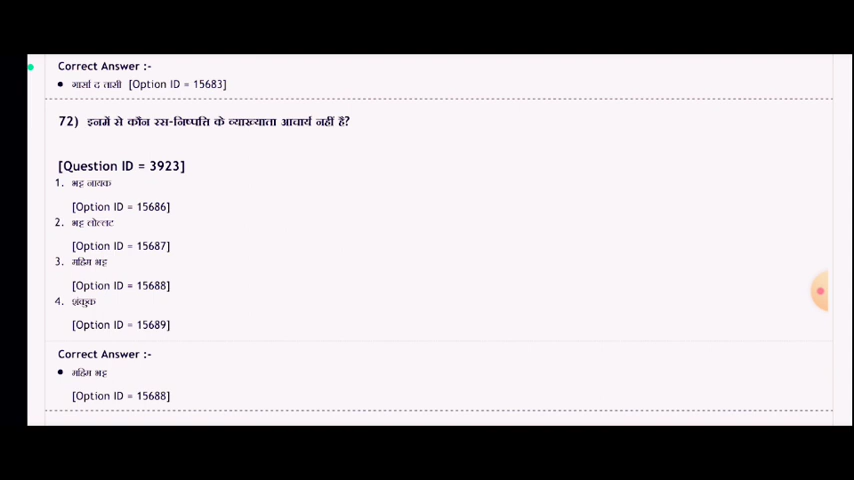 Correct Answer :-
• गार्सा द तासी [Option ID = 15683]
72) इनमें से कौन रस-निष्पत्ति के व्याख्याता आचार्य नहीं है?
[Question ID = 3923]
1. भट्ट नायक
[Option ID = 15686]
2. भट्ट लोल्लट
[Option ID = 15687]
3. महिम भट्ट
[Option ID = 15688]
4. शंकुक
[Option ID = 15689]
Correct Answer :-
• महिम भट्ट
[Option ID = 15688]